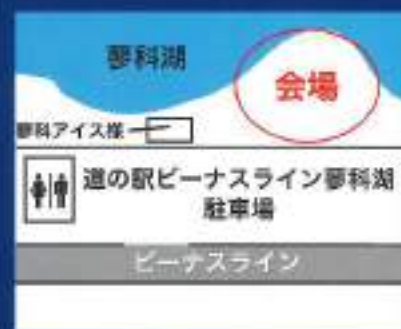 蓼科湖
会場
蓼科アイス様
道の駅ビーナスライン蓼科湖
駐車場
ビーナスライン